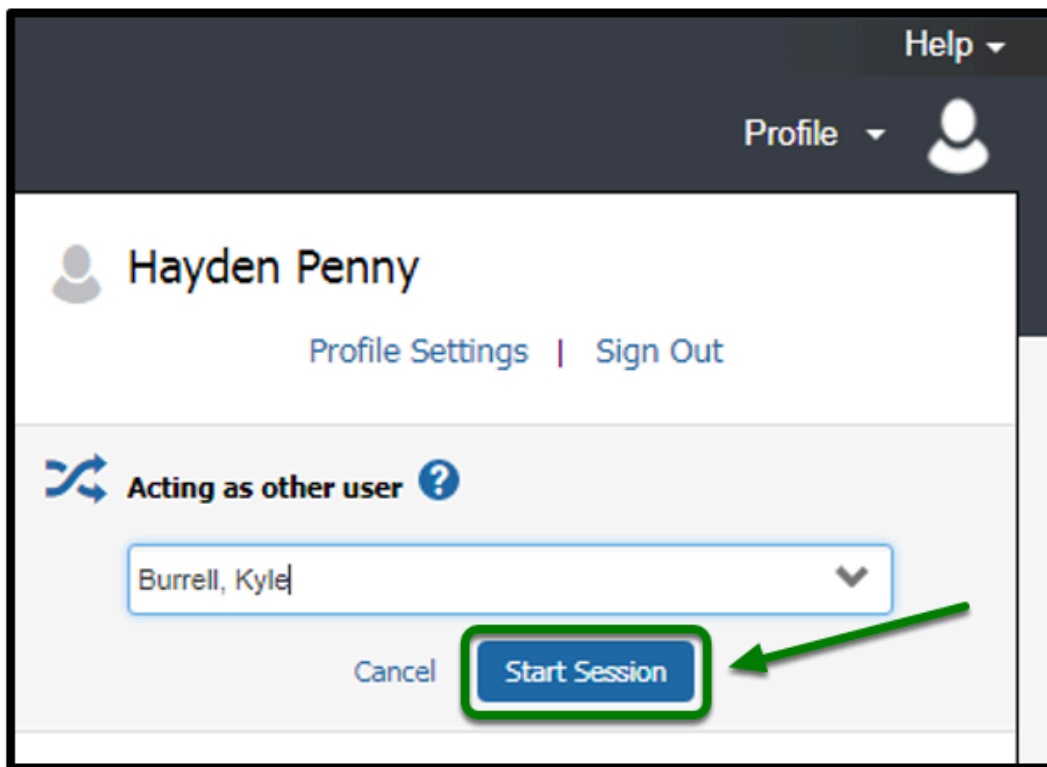 Help
Profile
Hayden Penny
Profile Settings | Sign Out
Acting as other user ?
Burrell, Kyle
Cancel Start Session